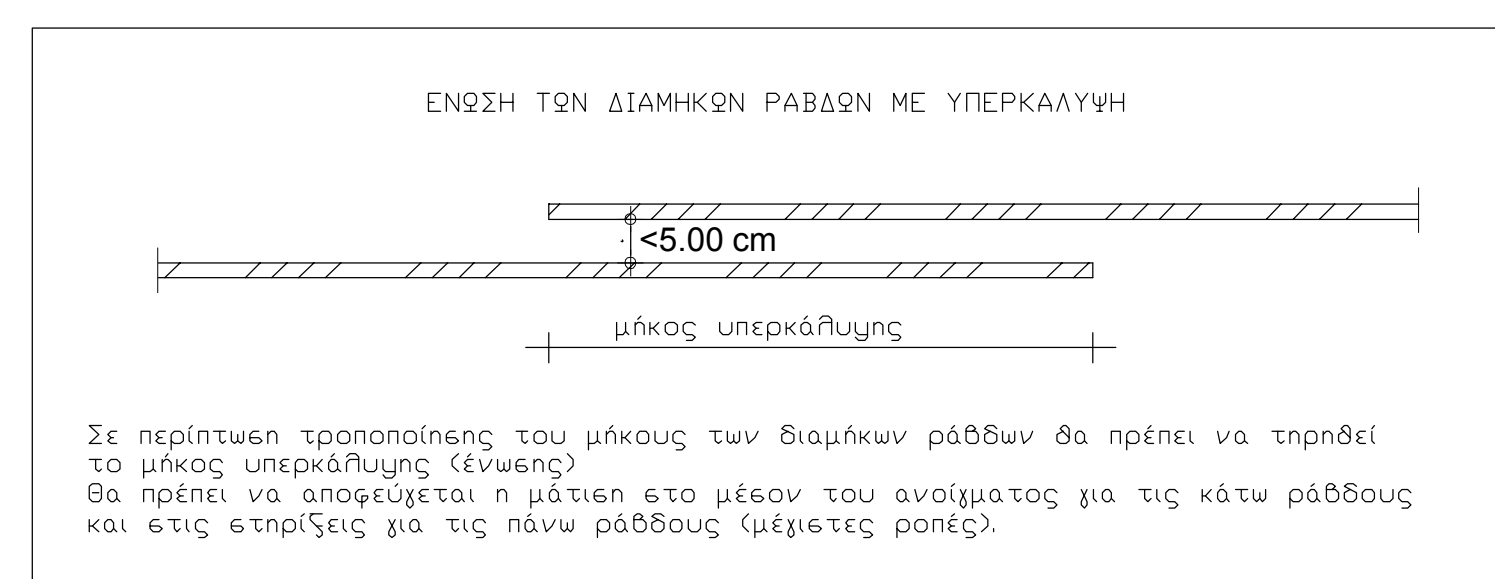 ΕΝΩΣΗ ΤΩΝ ΔΙΑΜΗΚΩΝ ΡΑΒΔΩΝ ΜΕ ΥΠΕΡΚΑΛΥΨΗ
<5.00 cm
μήκος υπερκάλυψης
Σε περίπτωση τροποποίησης του μήκους των διαμήκων ράβδων θα πρέπει να τηρηθεί
το μήκος υπερκάλυψης (ένωσης)
Θα πρέπει να αποφεύγεται η μάτιση στο μέσον του ανοίγματος για τις κάτω ράβδους
και στις στηρίξεις για τις πάνω ράβδους (μέγιστες ροπές).